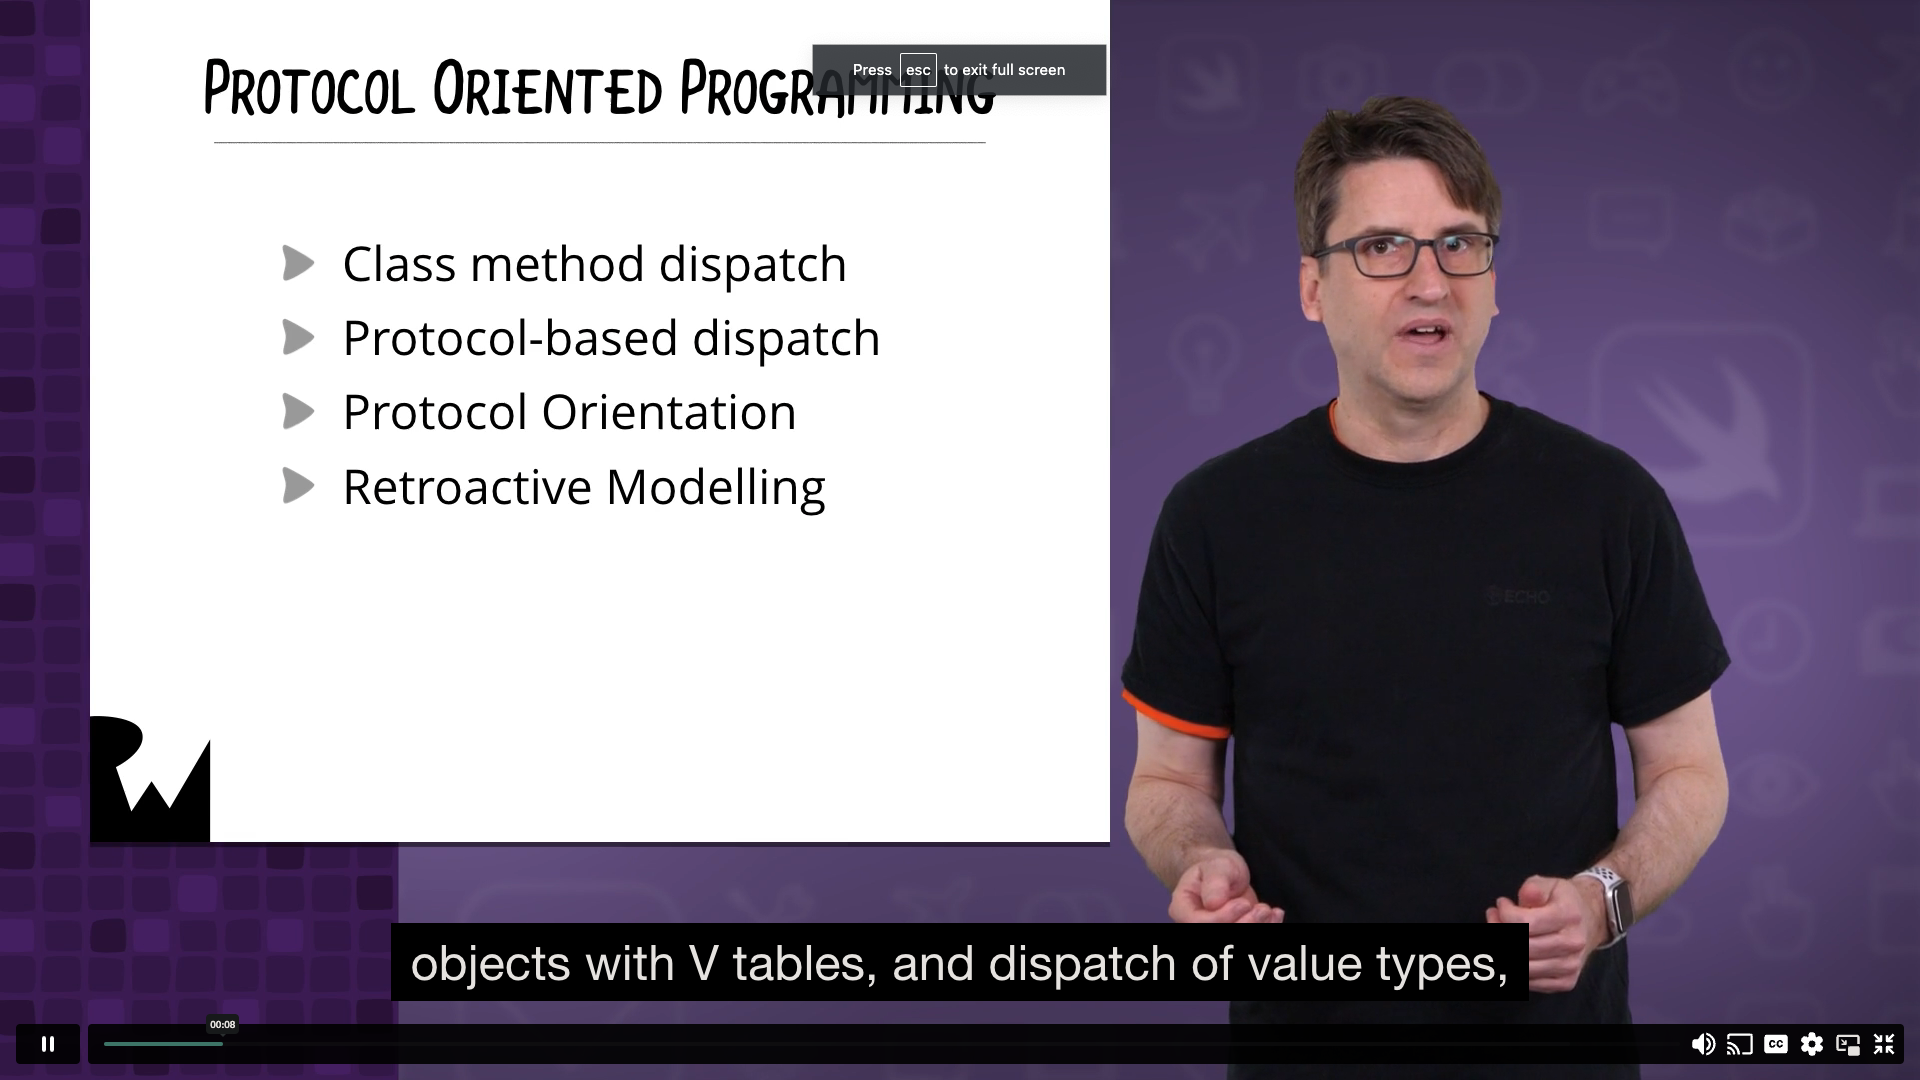 PROTOCOL ORIENTED PROGRAMMING
Press esc to exit full screen
Class method dispatch
Protocol-based dispatch
Protocol Orientation
Retroactive Modelling
RW
ECHO
objects with V tables, and dispatch of value types,
00:08
CC